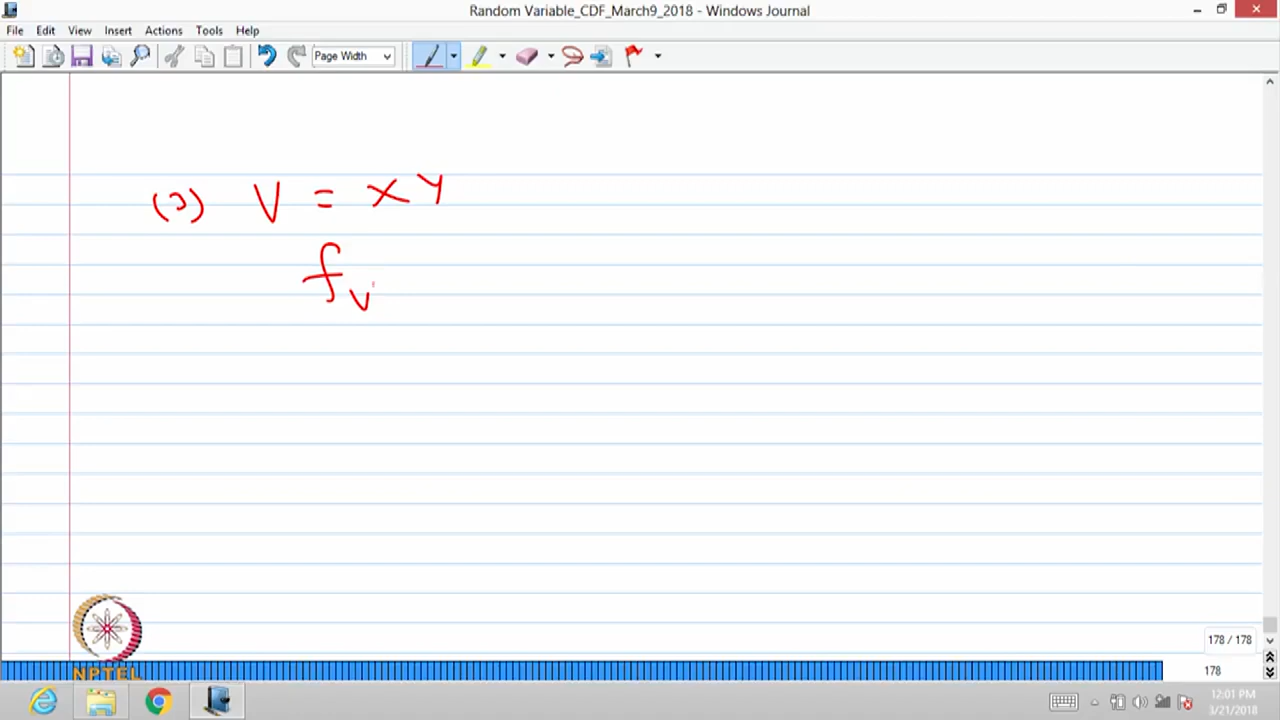 Random Variable_CDF_March9_2018 - Windows Journal
File Edit View Insert Actions Tools Help
Page Width
(3) V = X Y
f_V
178 / 178
178
NPTEL
12:01 PM
3/21/2018